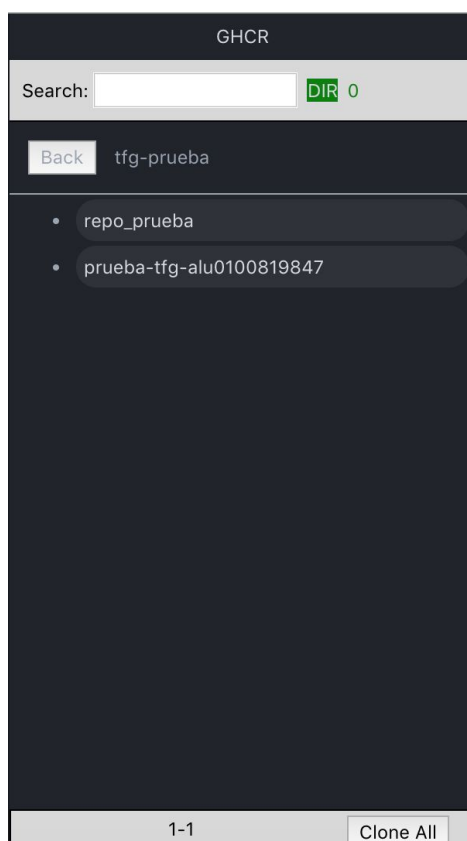 GHCR
Search: DIR 0
Back tfg-prueba
repo_prueba
prueba-tfg-alu0100819847
1-1 Clone All